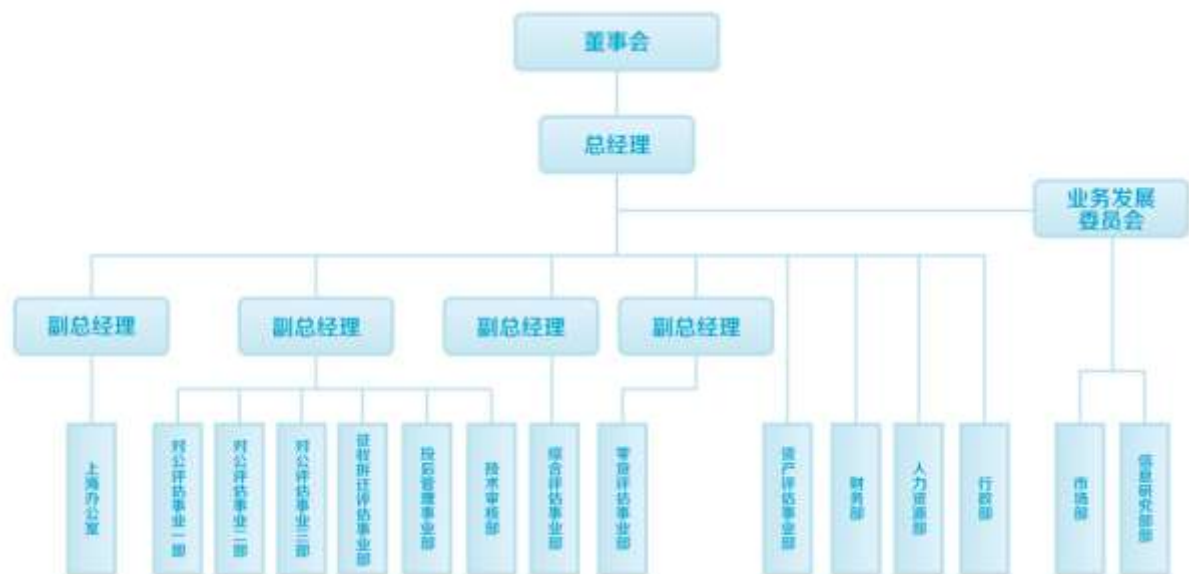 董事会
总经理
业务发展
委员会
副总经理
副总经理
副总经理
副总经理
上海办公室
对公评估事业一部
对公评估事业二部
对公评估事业三部
征收拆迁评估事业部
投后管理事业部
技术审核部
综合评估事业部
零贷评估事业部
资产评估事业部
财务部
人力资源部
行政部
市场部
信息研究部部